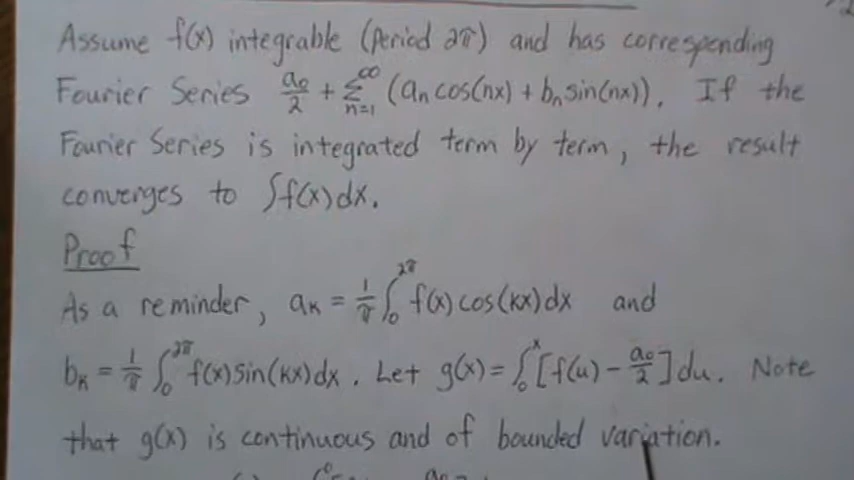 Assume f(x) integrable (Period 2π) and has corresponding
Fourier Series a₀/2 + Σ_{n=1}^{∞} (aₙ cos(nx) + bₙ sin(nx)). If the
Fourier Series is integrated term by term, the result
converges to ∫f(x)dx.
Proof
As a reminder, aₖ = 1/π ∫₀^{2π} f(x) cos(kx) dx and
bₖ = 1/π ∫₀^{2π} f(x) sin(kx) dx. Let g(x) = ∫₀^x [f(u) - a₀/2] du. Note
that g(x) is continuous and of bounded variation.